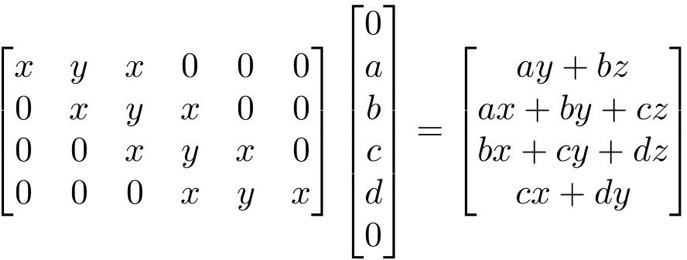 [x y x 0 0 0; 0 x y x 0 0; 0 0 x y x 0; 0 0 0 x y x] [0; a; b; c; d; 0] = [ay + bz; ax + by + cz; bx + cy + dz; cx + dy]